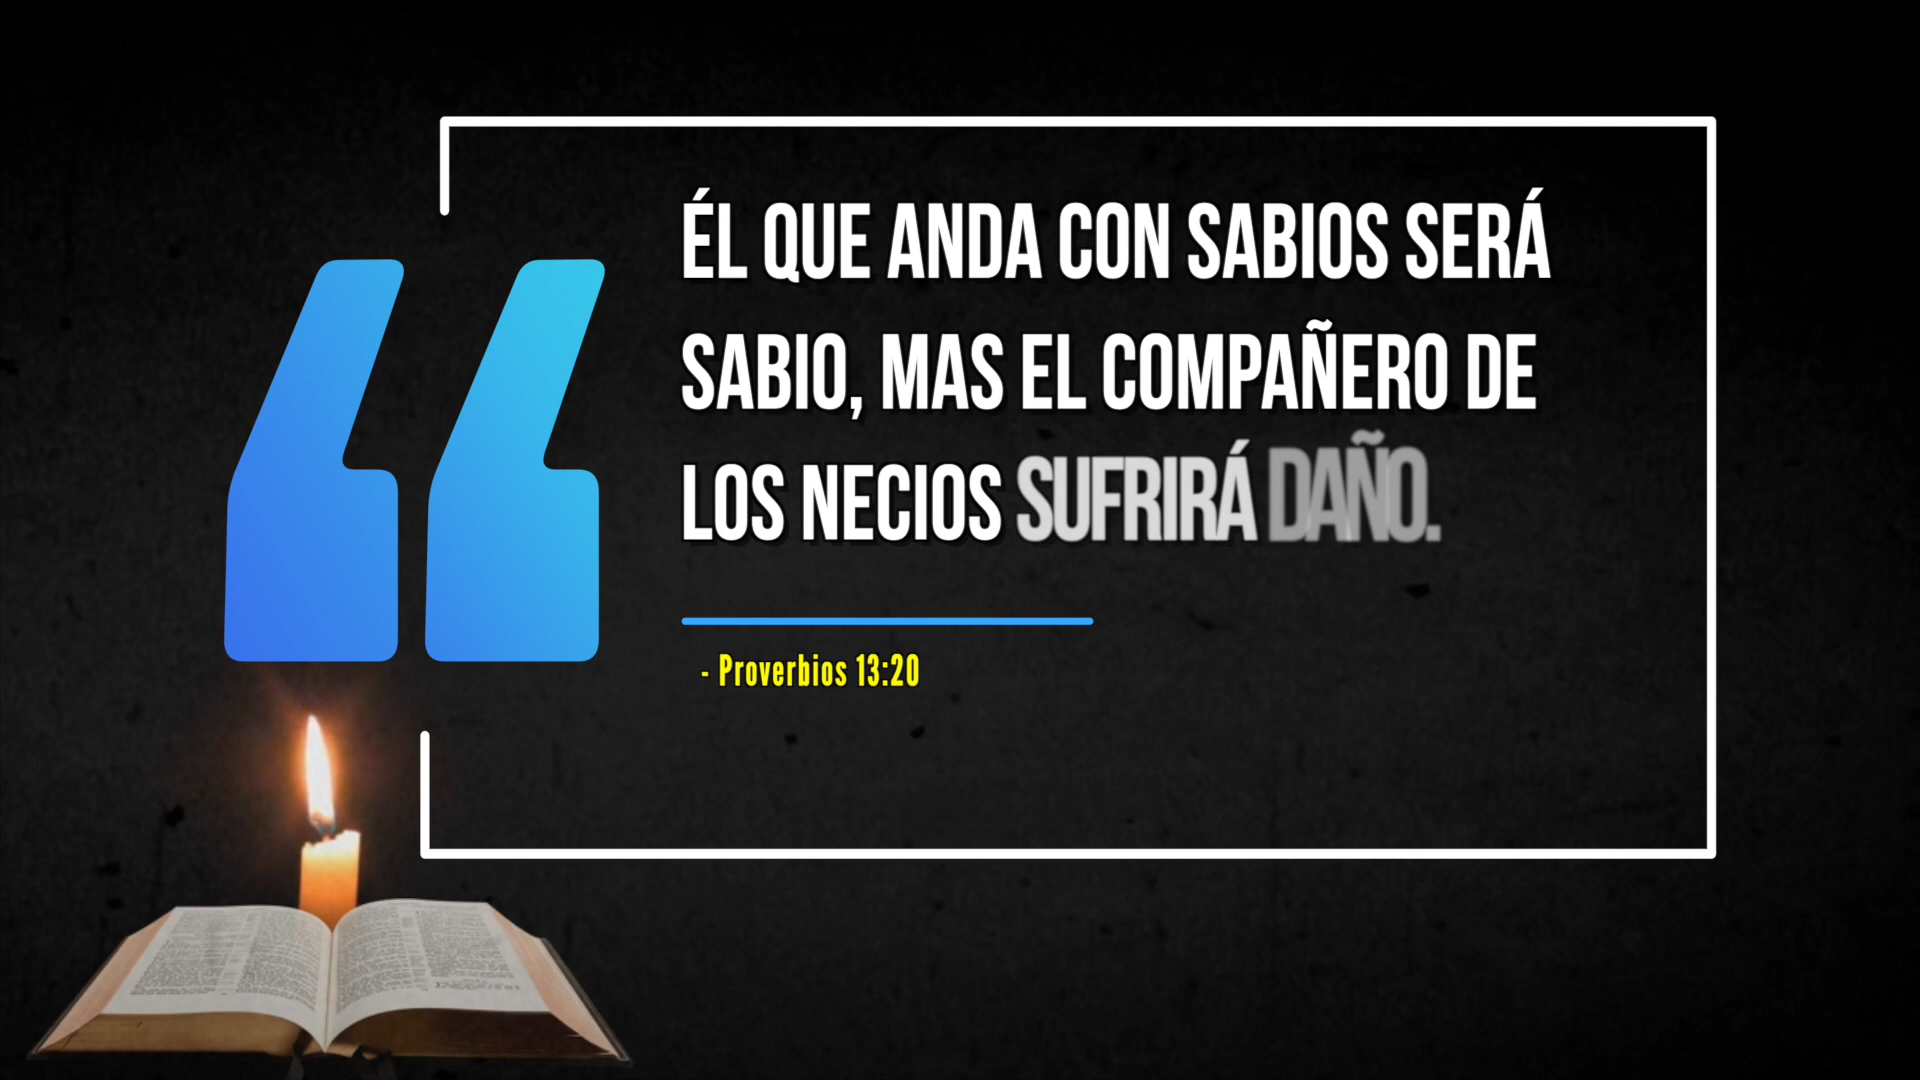 ÉL QUE ANDA CON SABIOS SERÁ
SABIO, MAS EL COMPAÑERO DE
LOS NECIOS SUFRIRÁ DAÑO.
- Proverbios 13:20